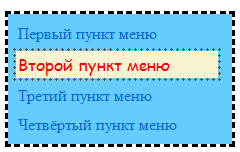 Первый пункт меню
Второй пункт меню
Третий пункт меню
Четвёртый пункт меню